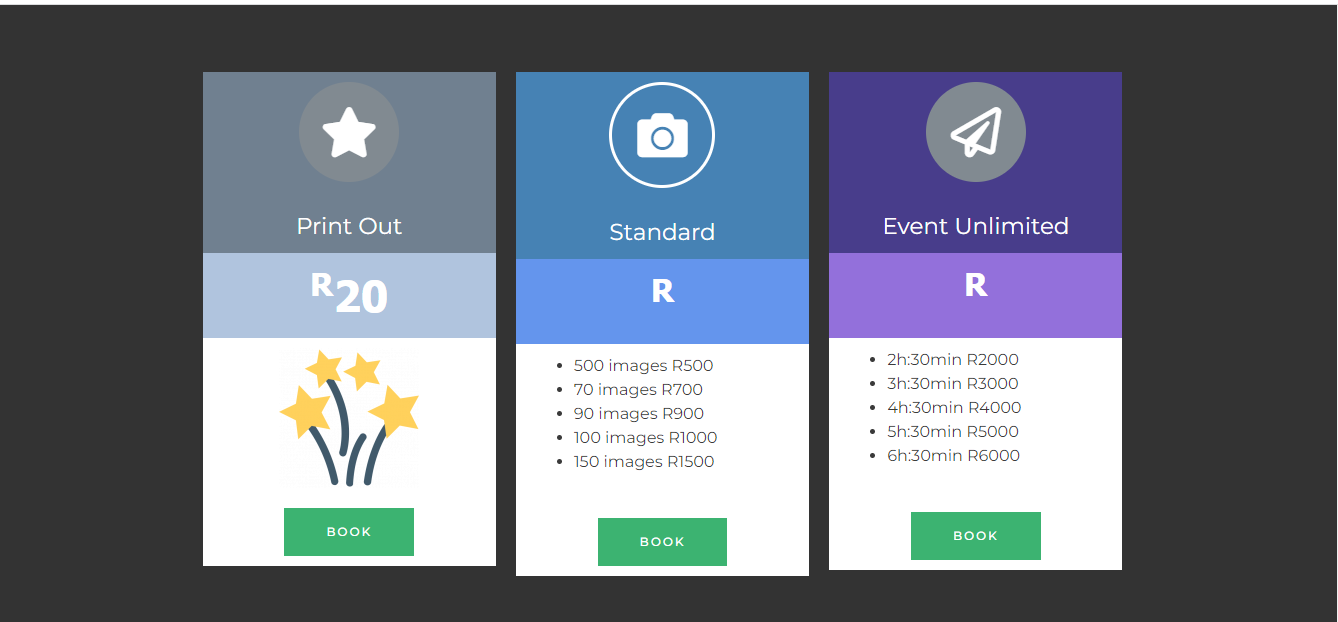 Print Out
R20
BOOK
Standard
R
500 images R500
70 images R700
90 images R900
100 images R1000
150 images R1500
BOOK
Event Unlimited
R
2h:30min R2000
3h:30min R3000
4h:30min R4000
5h:30min R5000
6h:30min R6000
BOOK